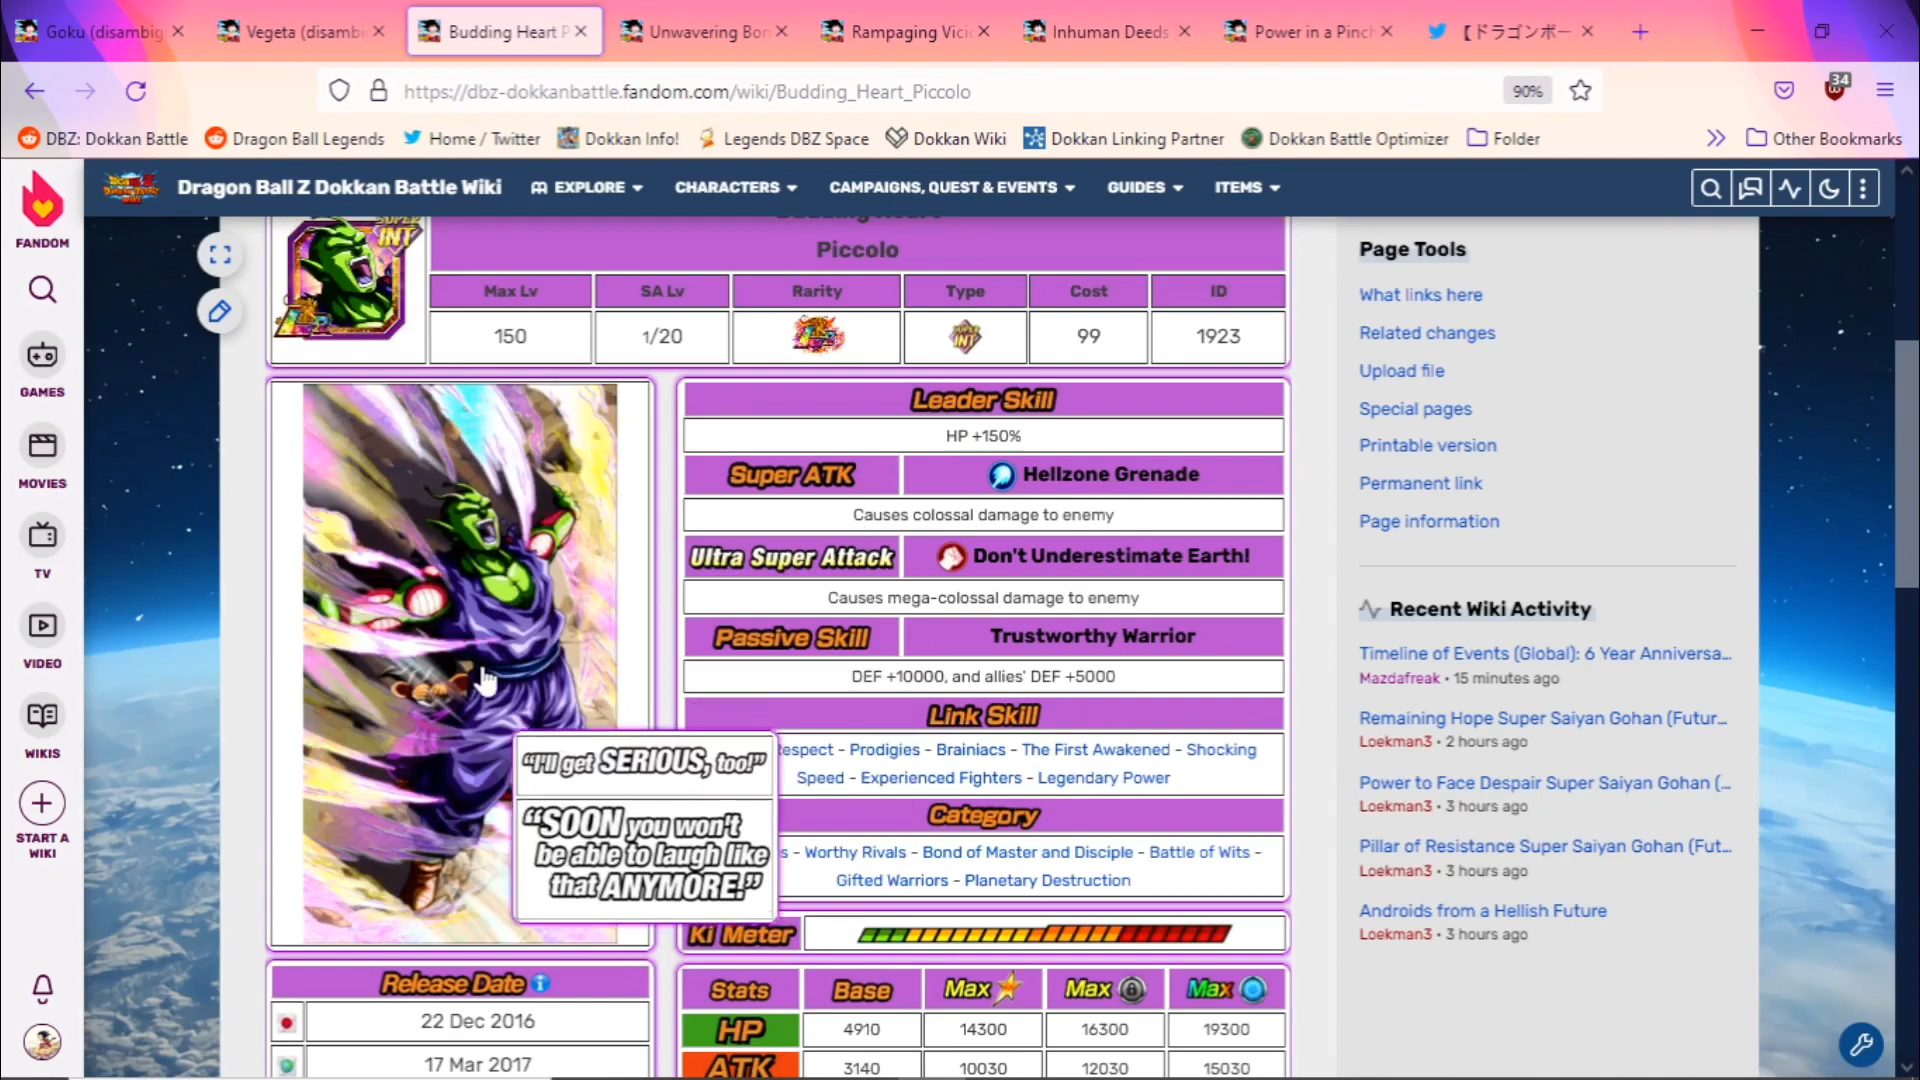 Goku (disambig
Vegeta (disambi
Budding Heart P
Unwavering Bon
Rampaging Vici
Inhuman Deeds
Power in a Pinch
【ドラゴンボー
https://dbz-dokkanbattle.fandom.com/wiki/Budding_Heart_Piccolo
90%
34
DBZ: Dokkan Battle
Dragon Ball Legends
Home / Twitter
Dokkan Info!
Legends DBZ Space
Dokkan Wiki
Dokkan Linking Partner
Dokkan Battle Optimizer
Folder
Other Bookmarks
Dragon Ball Z Dokkan Battle Wiki
EXPLORE
CHARACTERS
CAMPAIGNS, QUEST & EVENTS
GUIDES
ITEMS
FANDOM
GAMES
MOVIES
TV
VIDEO
WIKIS
START A
WIKI
SUPER
INT
Budding Heart
Piccolo
Max Lv
SA Lv
Rarity
Type
Cost
ID
150
1/20
SUPER
INT
99
1923
Leader Skill
HP +150%
Super ATK
Hellzone Grenade
Causes colossal damage to enemy
Ultra Super Attack
Don't Underestimate Earth!
Causes mega-colossal damage to enemy
Passive Skill
Trustworthy Warrior
DEF +10000, and allies' DEF +5000
Link Skill
Respect - Prodigies - Brainiacs - The First Awakened - Shocking
Speed - Experienced Fighters - Legendary Power
Category
s - Worthy Rivals - Bond of Master and Disciple - Battle of Wits -
Gifted Warriors - Planetary Destruction
"I'll get SERIOUS, too!"
"SOON you won't
be able to laugh like
that ANYMORE!"
Ki Meter
Release Date
22 Dec 2016
17 Mar 2017
Stats
Base
Max
Max
Max
HP
4910
14300
16300
19300
ATK
3140
10030
12030
15030
Page Tools
What links here
Related changes
Upload file
Special pages
Printable version
Permanent link
Page information
Recent Wiki Activity
Timeline of Events (Global): 6 Year Anniversa...
Mazdafreak • 15 minutes ago
Remaining Hope Super Saiyan Gohan (Futur...
Loekman3 • 2 hours ago
Power to Face Despair Super Saiyan Gohan (...
Loekman3 • 3 hours ago
Pillar of Resistance Super Saiyan Gohan (Fut...
Loekman3 • 3 hours ago
Androids from a Hellish Future
Loekman3 • 3 hours ago